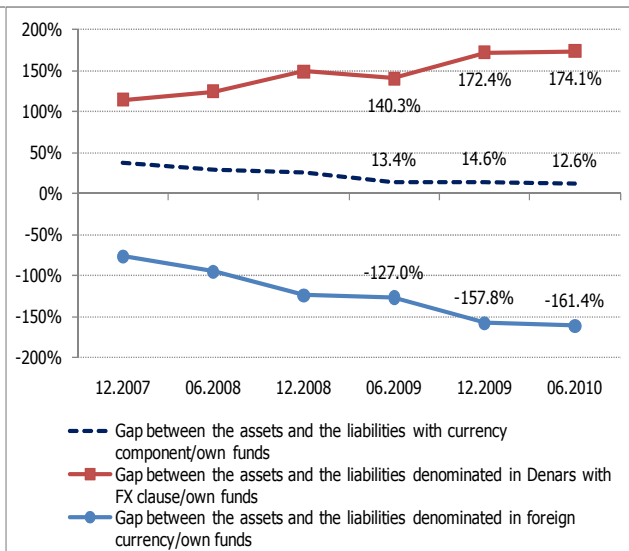 200%
150%
100%
50%
0%
-50%
-100%
-150%
-200%
140.3%
172.4%
174.1%
13.4%
14.6%
12.6%
-127.0%
-157.8%
-161.4%
12.2007 06.2008 12.2008 06.2009 12.2009 06.2010
Gap between the assets and the liabilities with currency
component/own funds
Gap between the assets and the liabilities denominated in Denars with
FX clause/own funds
Gap between the assets and the liabilities denominated in foreign
currency/own funds